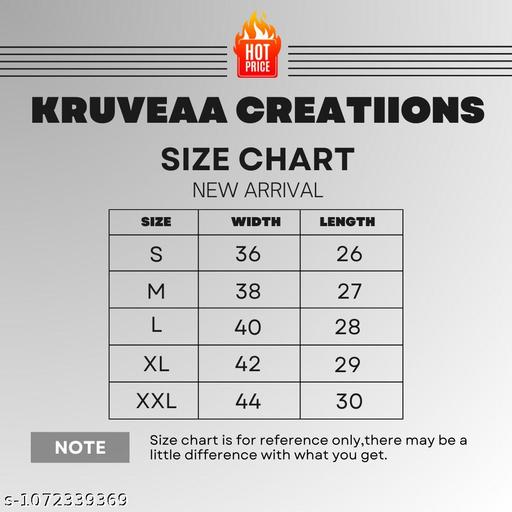 HOT
PRICE
KRUVEAA CREATIIONS
SIZE CHART
NEW ARRIVAL
SIZE WIDTH LENGTH
S 36 26
M 38 27
L 40 28
XL 42 29
XXL 44 30
NOTE
Size chart is for reference only,there may be a
little difference with what you get.
s-1072339369